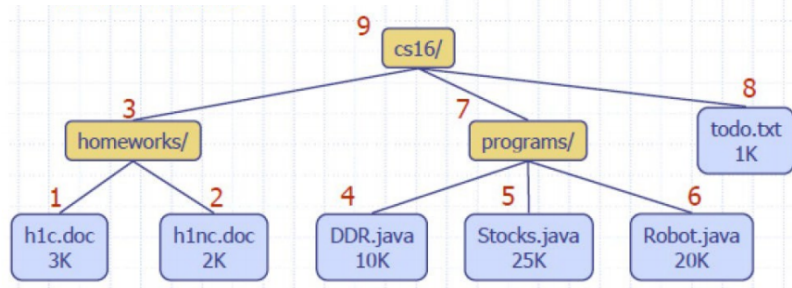 9
cs16/
3
homeworks/
7
programs/
8
todo.txt
1K
1
h1c.doc
3K
2
h1nc.doc
2K
4
DDR.java
10K
5
Stocks.java
25K
6
Robot.java
20K